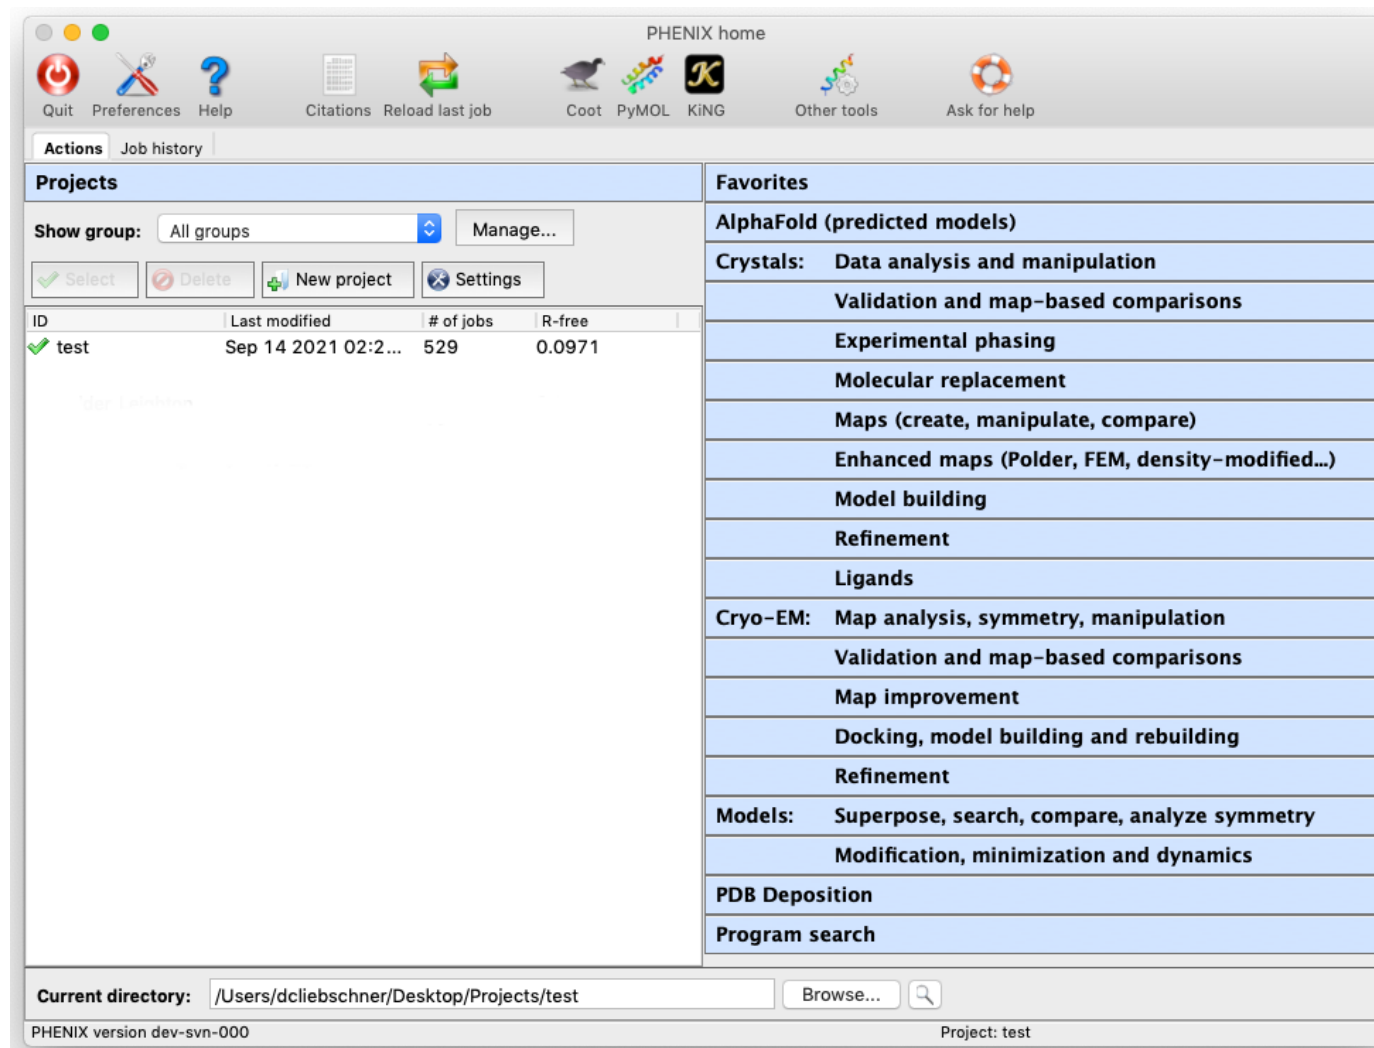 PHENIX home
Quit Preferences Help Citations Reload last job Coot PyMOL KiNG Other tools Ask for help
Actions Job history
Projects
Show group: All groups Manage...
Select Delete New project Settings
ID Last modified # of jobs R-free
test Sep 14 2021 02:2... 529 0.0971
Favorites
AlphaFold (predicted models)
Crystals: Data analysis and manipulation
Validation and map-based comparisons
Experimental phasing
Molecular replacement
Maps (create, manipulate, compare)
Enhanced maps (Polder, FEM, density-modified...)
Model building
Refinement
Ligands
Cryo-EM: Map analysis, symmetry, manipulation
Validation and map-based comparisons
Map improvement
Docking, model building and rebuilding
Refinement
Models: Superpose, search, compare, analyze symmetry
Modification, minimization and dynamics
PDB Deposition
Program search
Current directory: /Users/dcliebschner/Desktop/Projects/test Browse...
PHENIX version dev-svn-000 Project: test